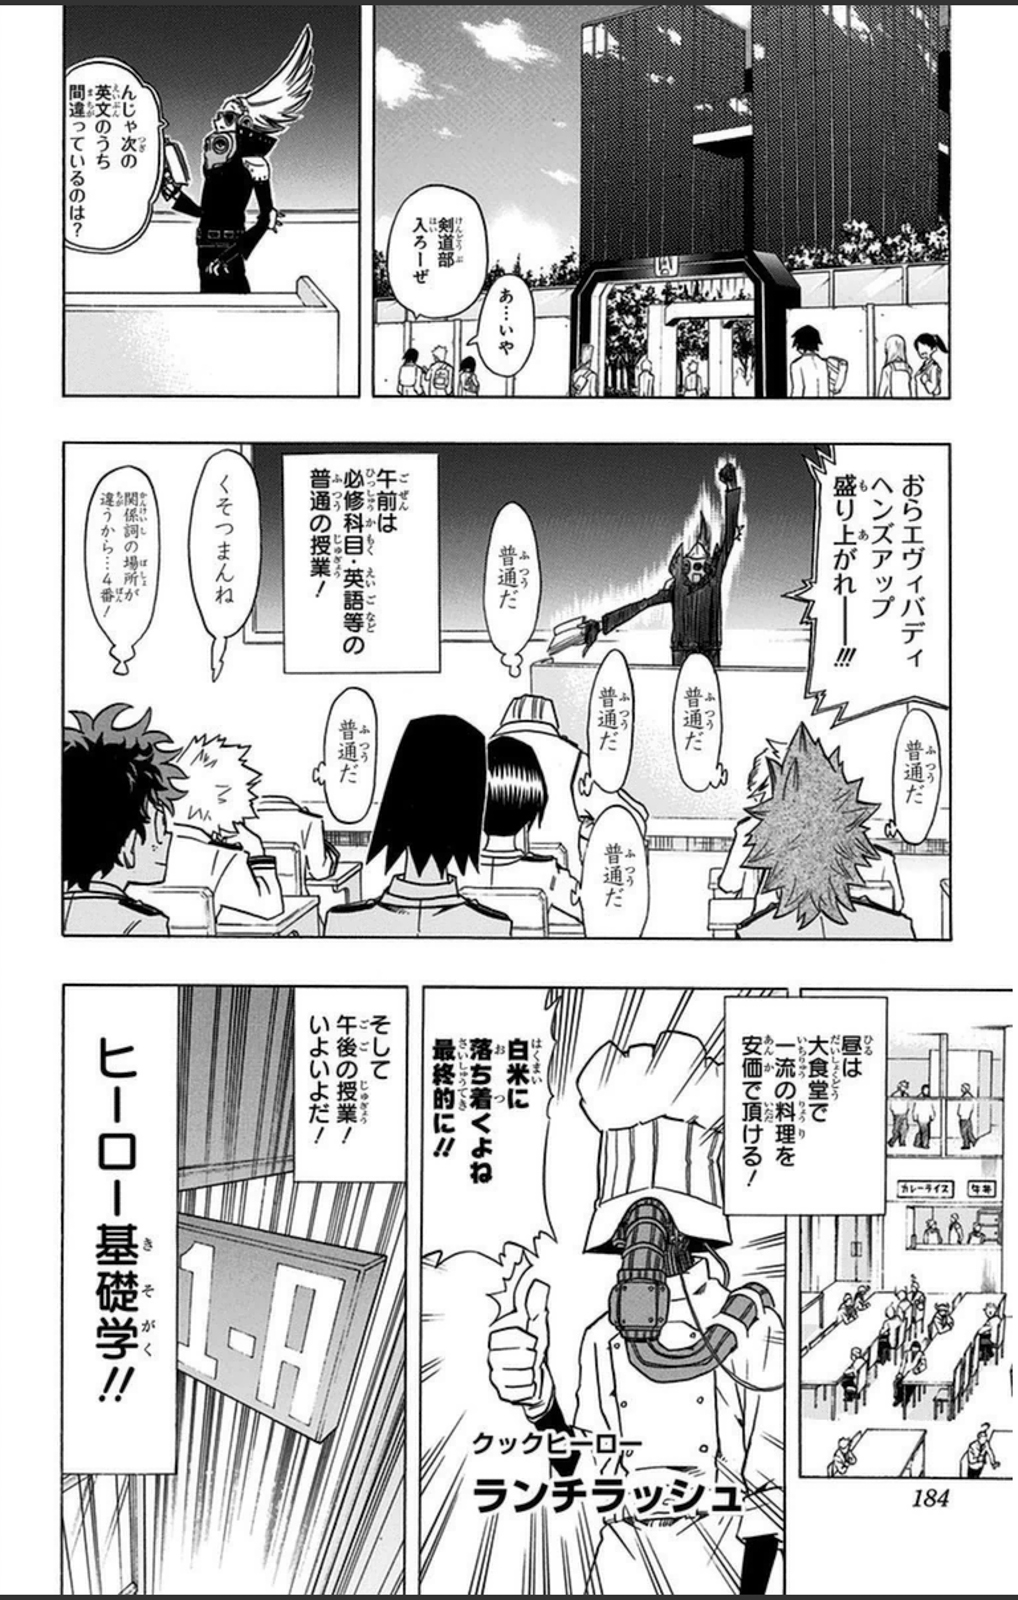 剣道部
入ろーぜ
あ…いや
んじゃ次の
英文のうち
間違っているのは?
おらエヴィバディ
ヘンズアップ
盛り上がれーー!!!
普通だ
普通だ
普通だ
普通だ
普通だ
午前は
必修科目・英語等の
普通の授業!
普通だ
くそつまんね
関係詞の場所が
違うから…4番!
昼は
大食堂で
一流の料理を
安価で頂ける!
カレーライス
牛丼
白米に
落ち着くよね
最終的に!!
クックヒーロー
ランチラッシュ
そして
午後の授業!
いよいよだ!
1-A
ヒーロー基礎学!!
184